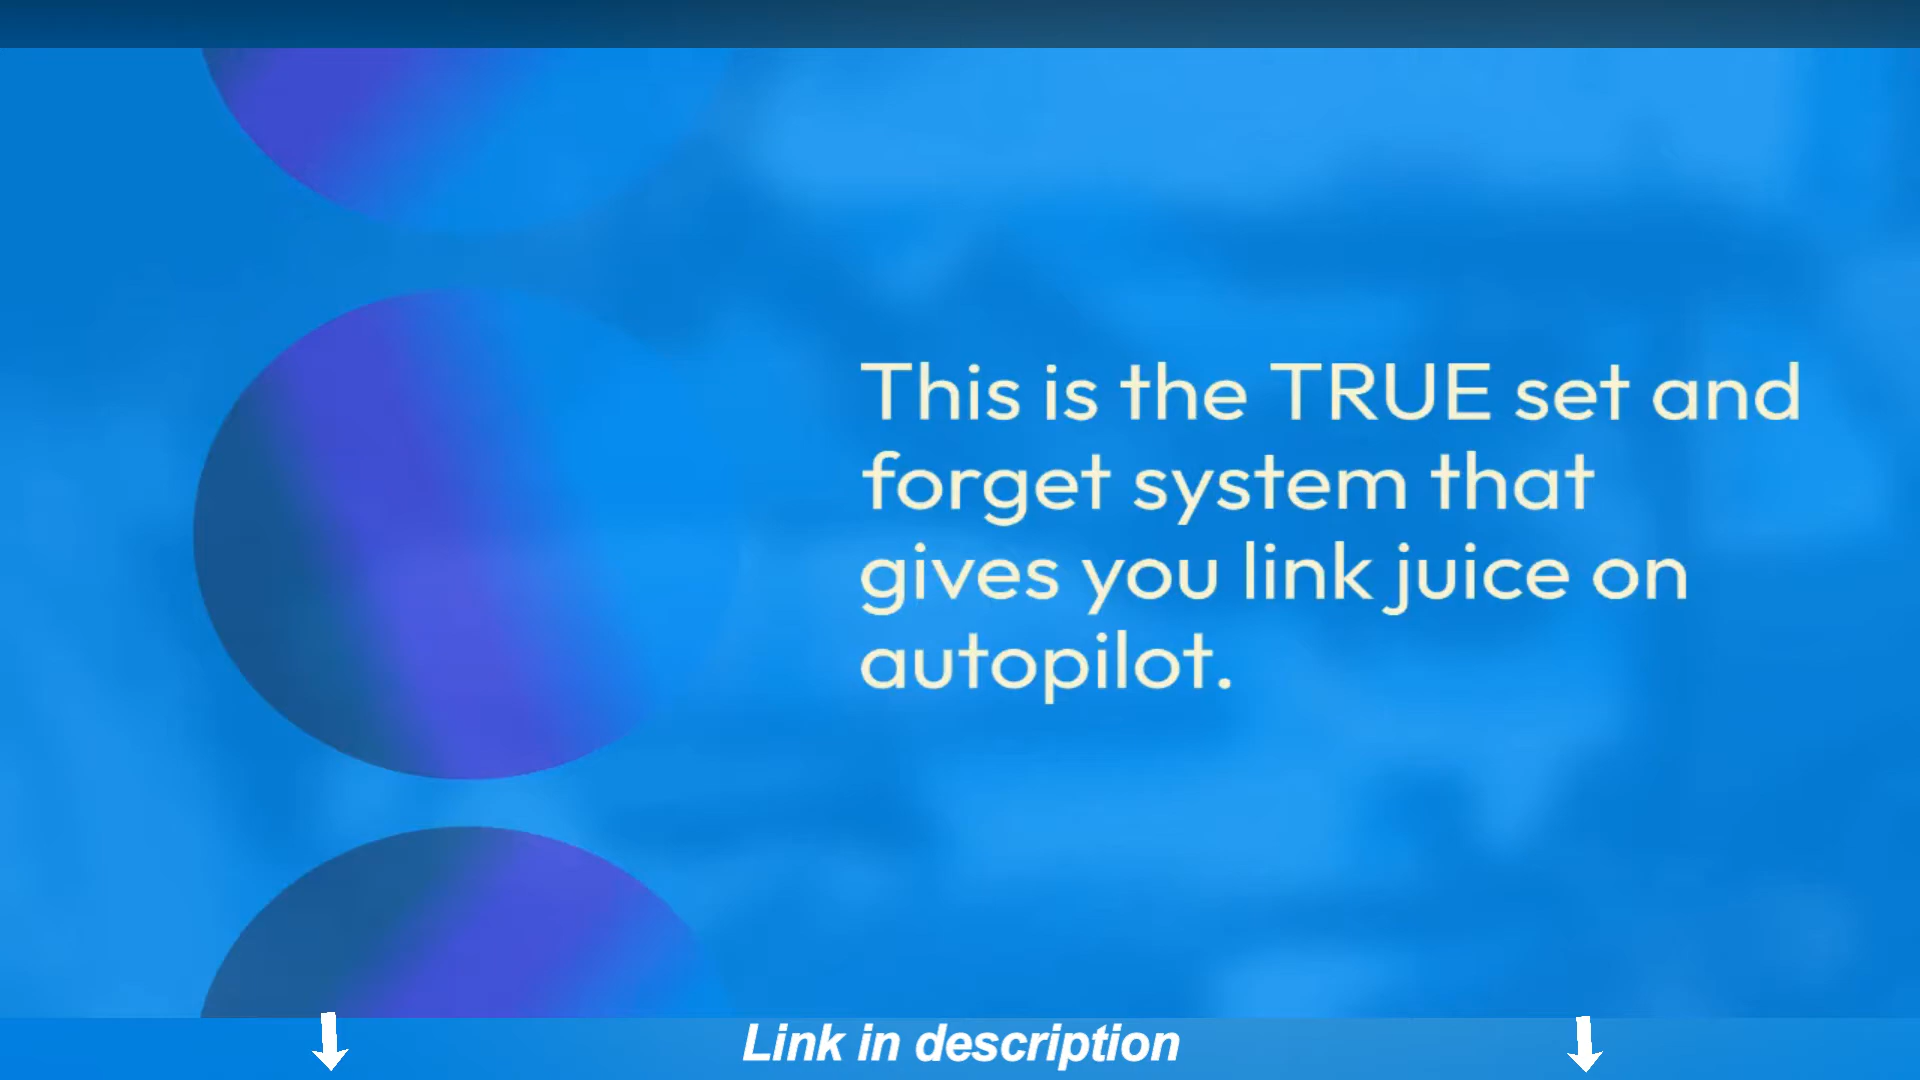 This is the TRUE set and
forget system that
gives you link juice on
autopilot.
Link in description